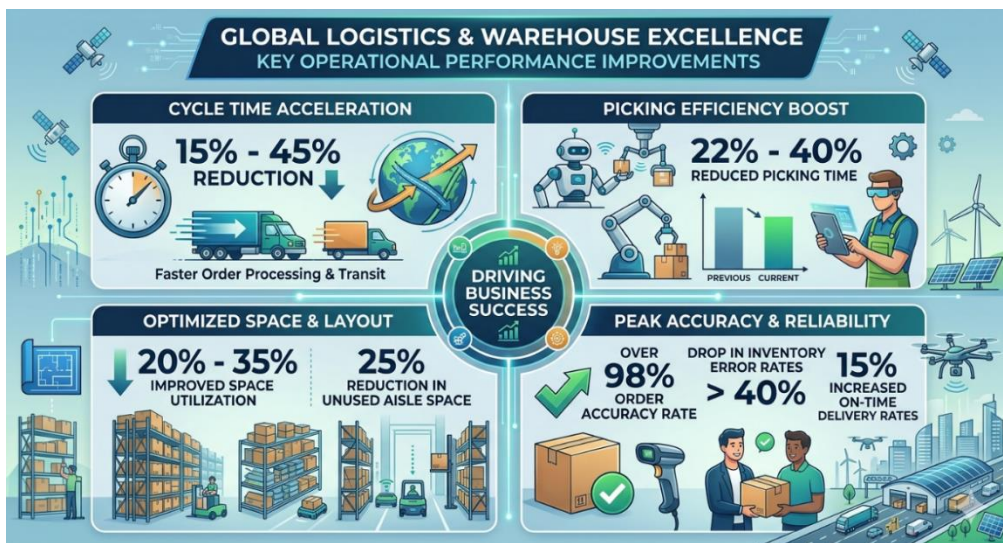 GLOBAL LOGISTICS & WAREHOUSE EXCELLENCE
KEY OPERATIONAL PERFORMANCE IMPROVEMENTS
CYCLE TIME ACCELERATION
15% - 45%
REDUCTION
Faster Order Processing & Transit
PICKING EFFICIENCY BOOST
22% - 40%
REDUCED PICKING TIME
PREVIOUS CURRENT
DRIVING
BUSINESS
SUCCESS
OPTIMIZED SPACE & LAYOUT
20% - 35%
IMPROVED SPACE
UTILIZATION
25%
REDUCTION IN
UNUSED AISLE SPACE
PEAK ACCURACY & RELIABILITY
OVER
98%
ORDER
ACCURACY RATE
DROP IN INVENTORY
ERROR RATES
> 40%
15%
INCREASED
ON-TIME
DELIVERY RATES